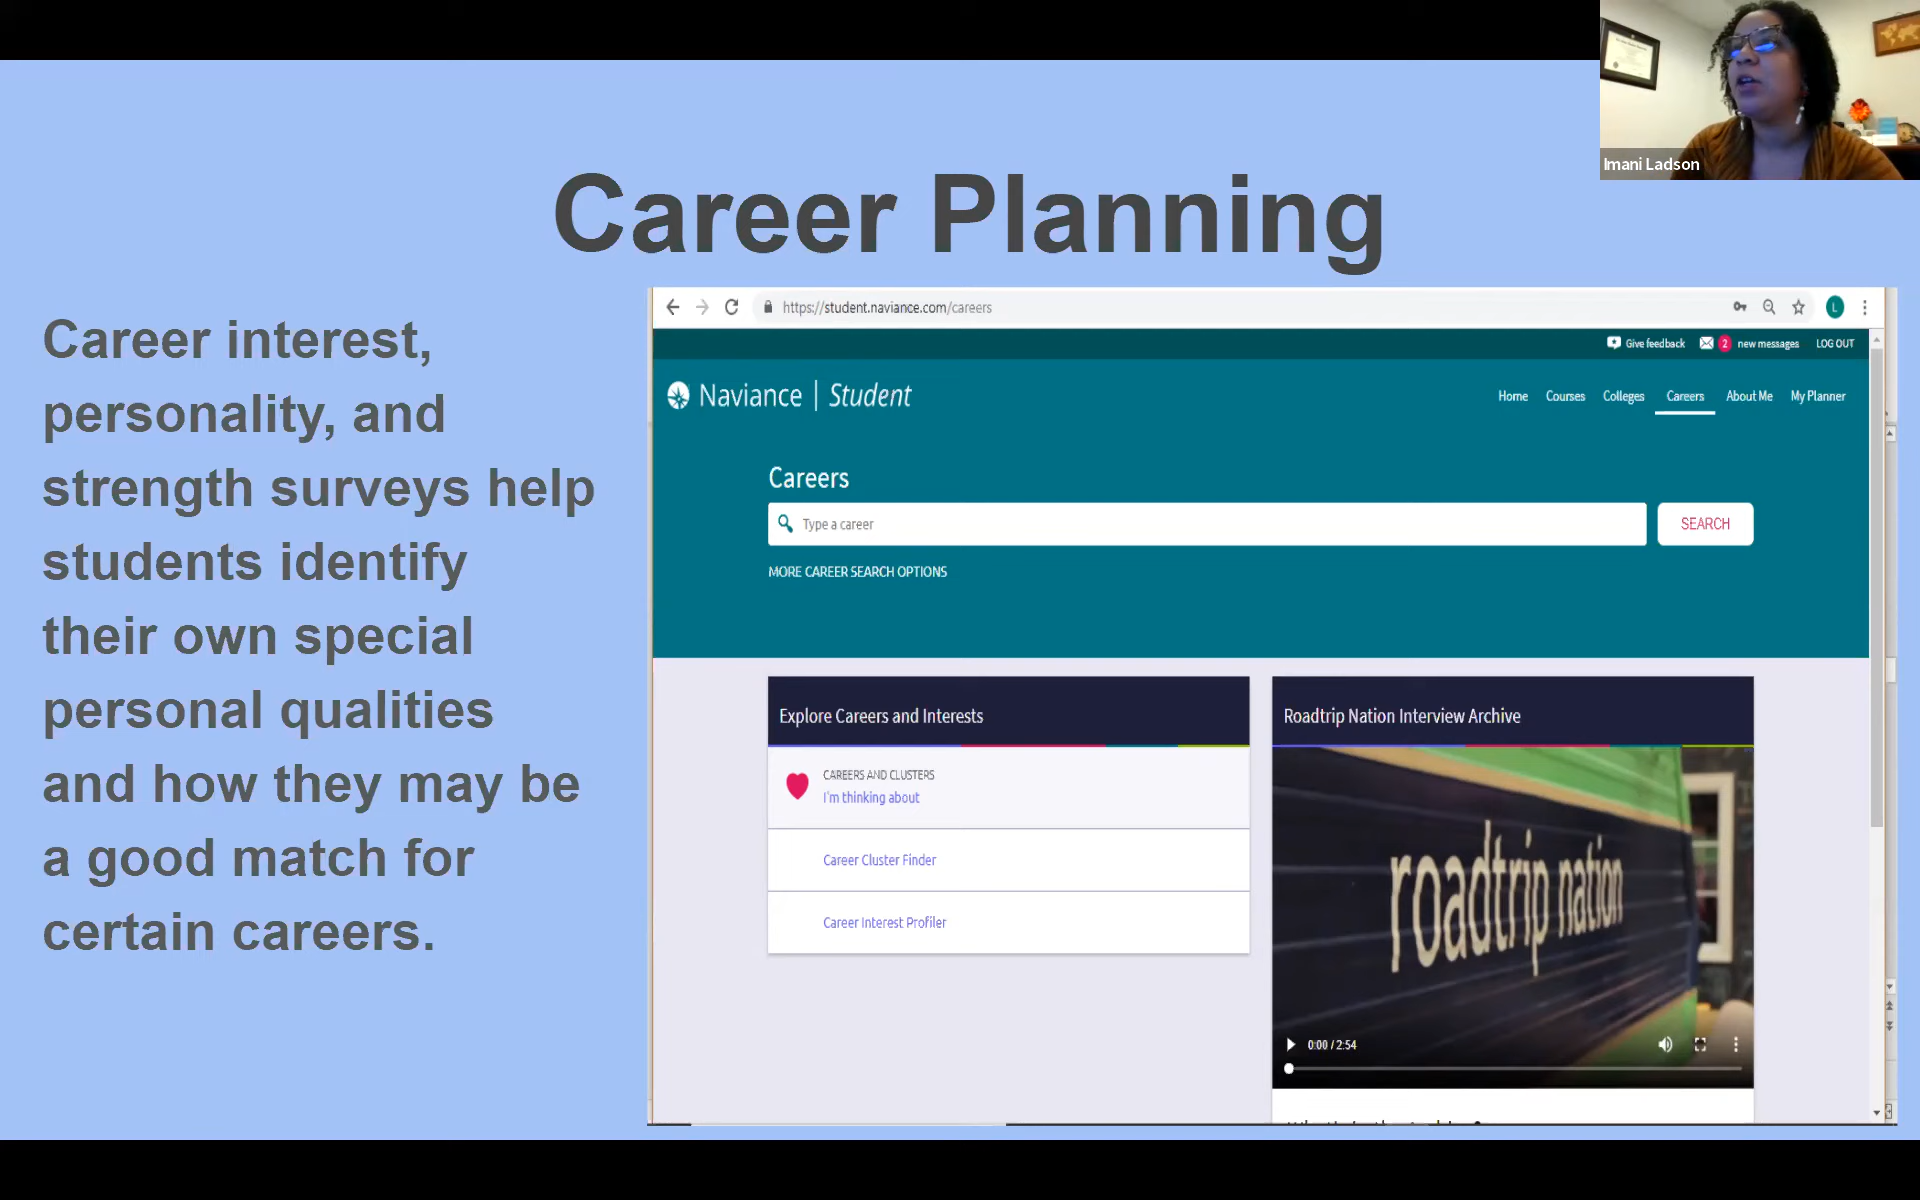 Imani Ladson
Career Planning
Career interest,
personality, and
strength surveys help
students identify
their own special
personal qualities
and how they may be
a good match for
certain careers.
https://student.naviance.com/careers
L
Give feedback 2 new messages LOG OUT
Naviance | Student
Home Courses Colleges Careers About Me My Planner
Careers
Type a career
SEARCH
MORE CAREER SEARCH OPTIONS
Explore Careers and Interests
CAREERS AND CLUSTERS
I'm thinking about
Career Cluster Finder
Career Interest Profiler
Roadtrip Nation Interview Archive
roadtrip nation
0:00 / 2:54